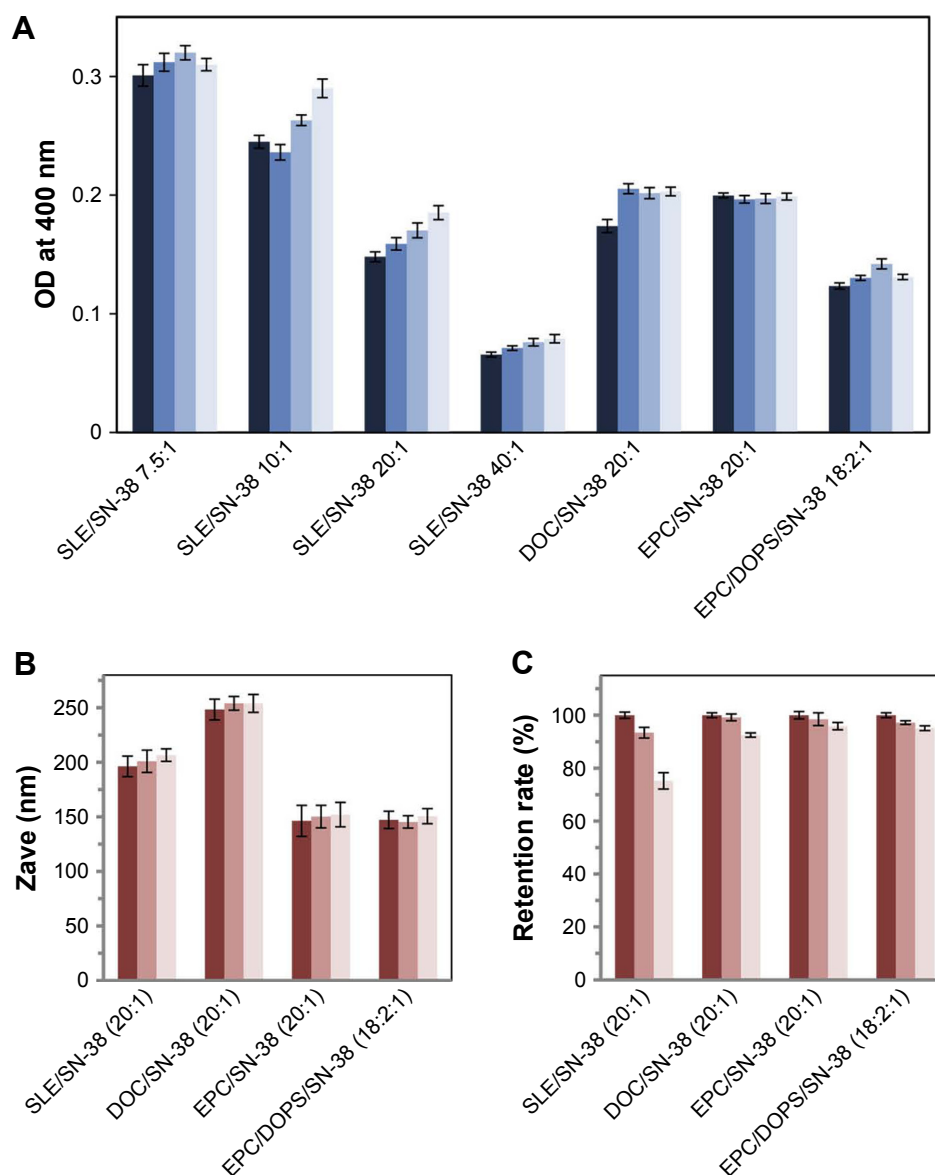 A
OD at 400 nm
0.3
0.2
0.1
0
SLE/SN-38 7.5:1
SLE/SN-38 10:1
SLE/SN-38 20:1
SLE/SN-38 40:1
DOC/SN-38 20:1
EPC/SN-38 20:1
EPC/DOPS/SN-38 18:2:1
B
Zave (nm)
250
200
150
100
50
0
SLE/SN-38 (20:1)
DOC/SN-38 (20:1)
EPC/SN-38 (20:1)
EPC/DOPS/SN-38 (18:2:1)
C
Retention rate (%)
100
80
60
40
20
0
SLE/SN-38 (20:1)
DOC/SN-38 (20:1)
EPC/SN-38 (20:1)
EPC/DOPS/SN-38 (18:2:1)